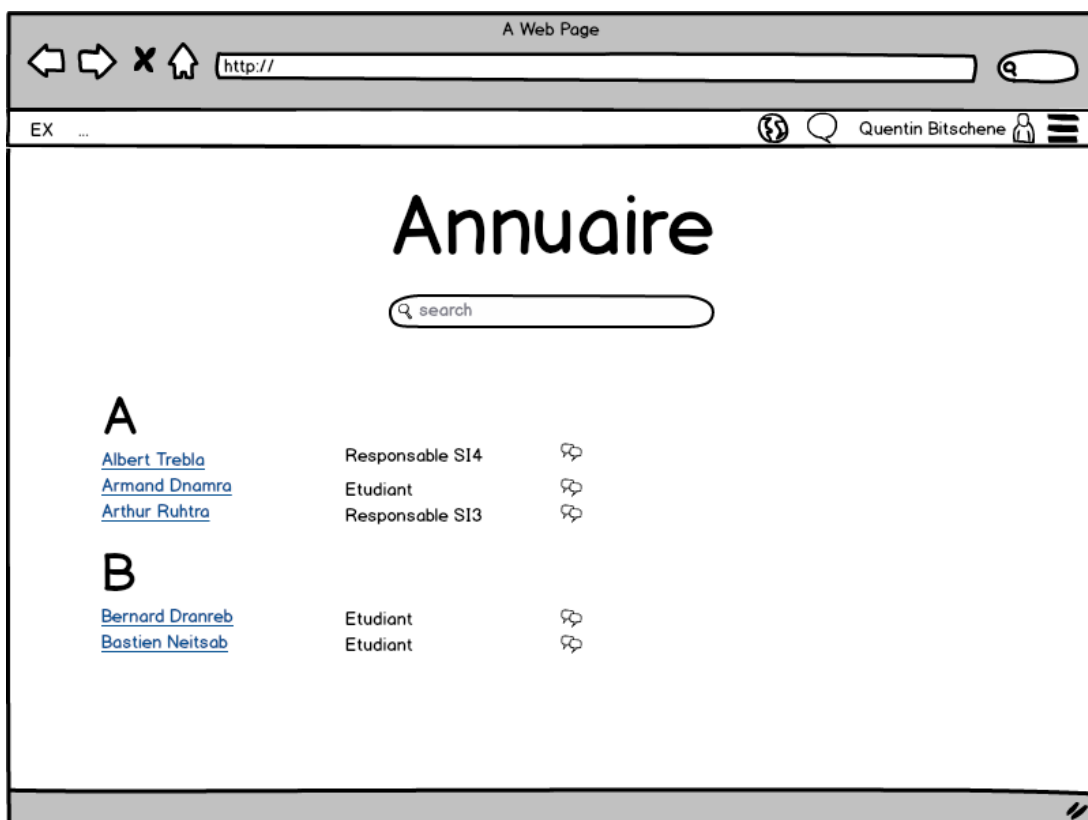 A Web Page
http://
EX ... Quentin Bitschene
Annuaire
search
A
Albert Trebla Responsable SI4
Armand Dnamra Etudiant
Arthur Ruhtra Responsable SI3
B
Bernard Dranreb Etudiant
Bastien Neitsab Etudiant